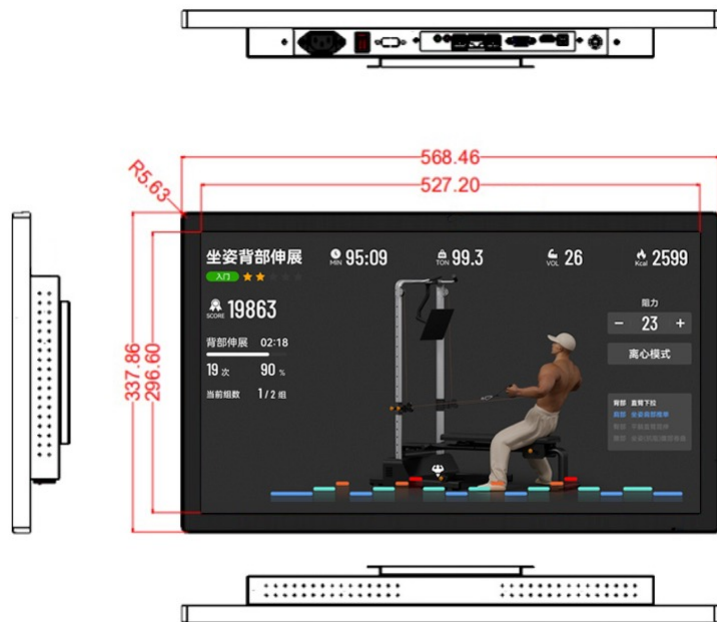 568.46
527.20
R5.63
337.86
296.60
坐姿背部伸展
MIN 95:09
TON 99.3
VOL 26
Kcal 2599
入门
SCORE 19863
阻力
- 23 +
背部伸展 02:18
离心模式
19 次 90 %
当前组数 1/2 组
背部 直臂下拉